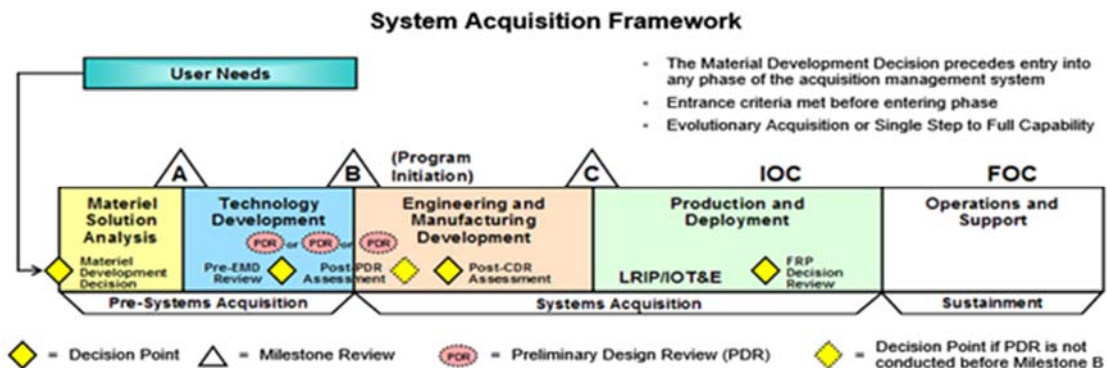 System Acquisition Framework
User Needs
- The Material Development Decision precedes entry into
any phase of the acquisition management system
- Entrance criteria met before entering phase
- Evolutionary Acquisition or Single Step to Full Capability
A
B
(Program
Initiation)
C
IOC
FOC
Materiel
Solution
Analysis
Technology
Development
Engineering and
Manufacturing
Development
Production and
Deployment
Operations and
Support
PDR or PDR or PDR
Materiel
Development
Decision
Pre-EMD
Review
Post-PDR
Assessment
Post-CDR
Assessment
LRIP/IOT&E
FRP
Decision
Review
Pre-Systems Acquisition
Systems Acquisition
Sustainment
= Decision Point
= Milestone Review
PDR = Preliminary Design Review (PDR)
= Decision Point if PDR is not
conducted before Milestone B